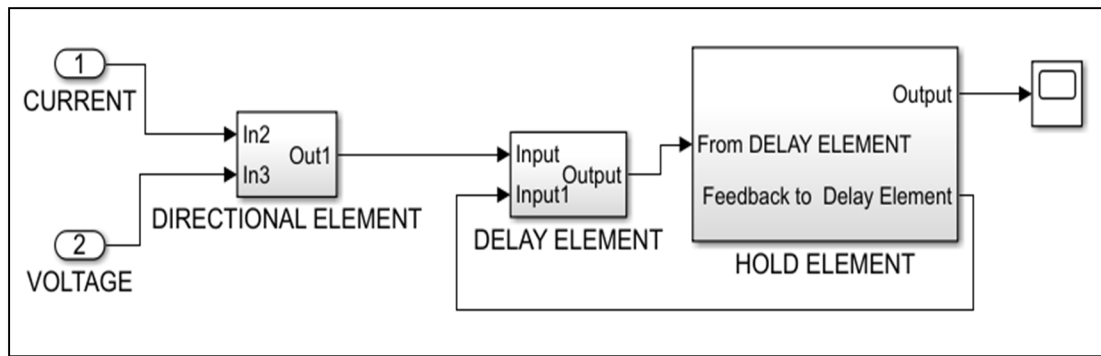 1
CURRENT
2
VOLTAGE
In2
In3
Out1
DIRECTIONAL ELEMENT
Input
Input1
Output
DELAY ELEMENT
Output
From DELAY ELEMENT
Feedback to Delay Element
HOLD ELEMENT